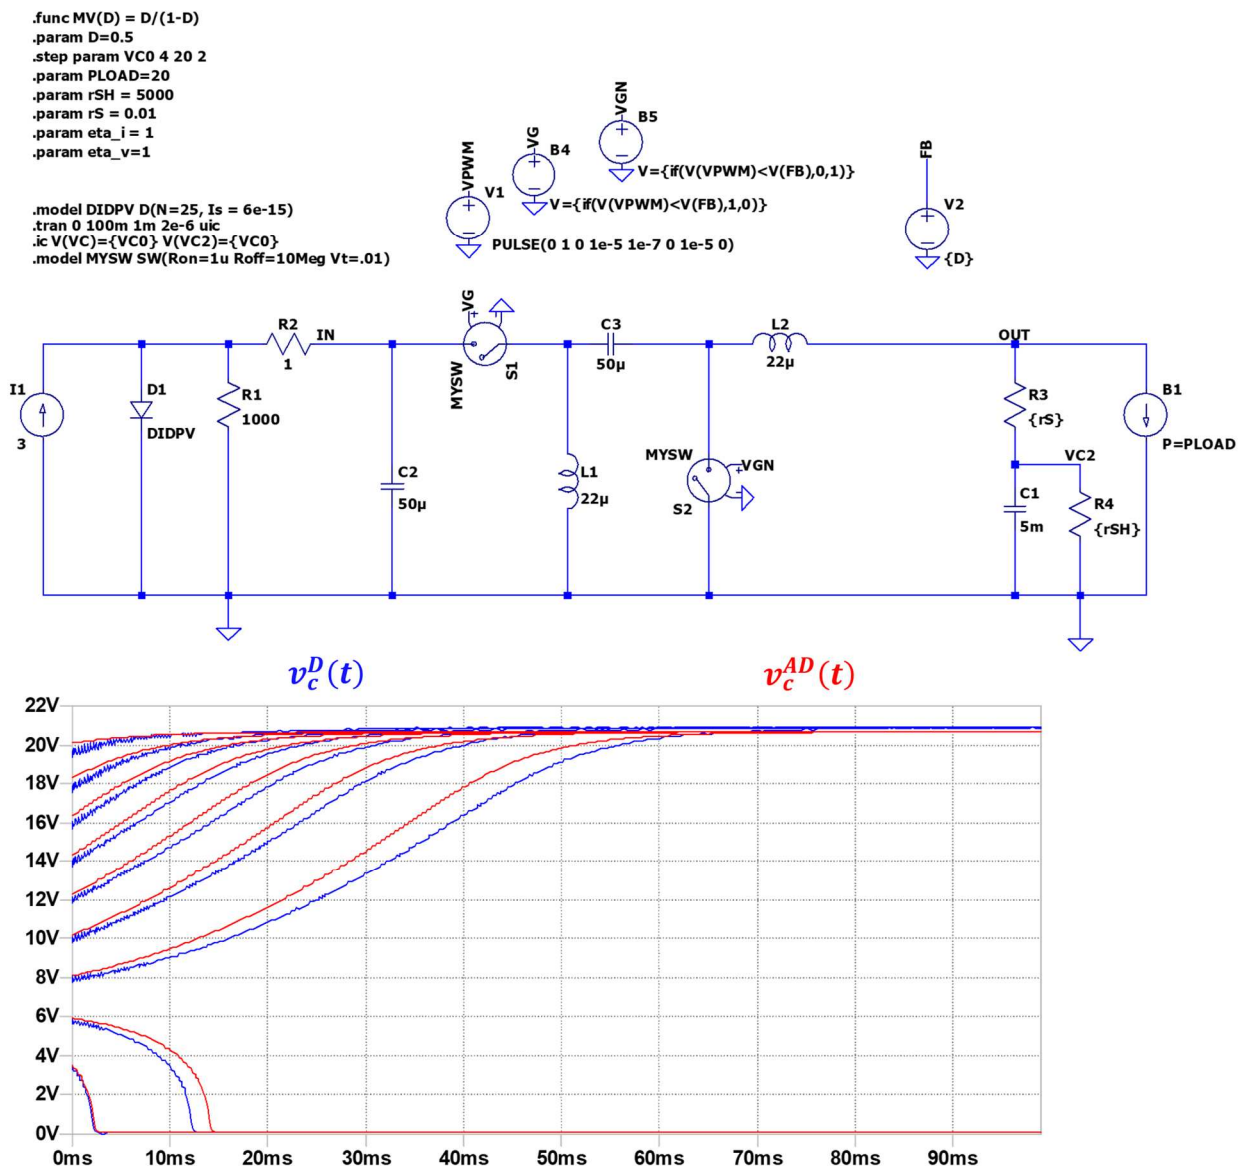 .func MV(D) = D/(1-D)
.param D=0.5
.step param VC0 4 20 2
.param PLOAD=20
.param rSH = 5000
.param rS = 0.01
.param eta_i = 1
.param eta_v=1
.model DIDPV D(N=25, Is = 6e-15)
.tran 0 100m 1m 2e-6 uic
.ic V(VC)={VC0} V(VC2)={VC0}
.model MYSW SW(Ron=1u Roff=10Meg Vt=.01)
VPWM
V1
PULSE(0 1 0 1e-5 1e-7 0 1e-5 0)
VG
B4
V={if(V(VPWM)<V(FB),1,0)}
VGN
B5
V={if(V(VPWM)<V(FB),0,1)}
FB
V2
{D}
I1
3
D1
DIDPV
R1
1000
R2
1
IN
C2
50µ
VG
MYSW
S1
L1
22µ
C3
50µ
MYSW
VGN
S2
L2
22µ
OUT
R3
{rS}
VC2
C1
5m
R4
{rSH}
B1
P=PLOAD
v_c^D(t)
v_c^AD(t)
22V
20V
18V
16V
14V
12V
10V
8V
6V
4V
2V
0V
0ms 10ms 20ms 30ms 40ms 50ms 60ms 70ms 80ms 90ms